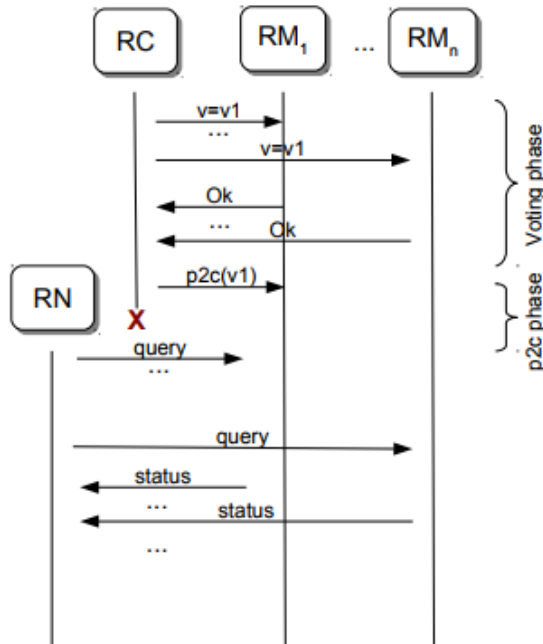 RC
RM1
...
RMn
v=v1
...
v=v1
Ok
...
Ok
Voting phase
p2c(v1)
RN
X
p2c phase
query
...
query
status
...
status
...